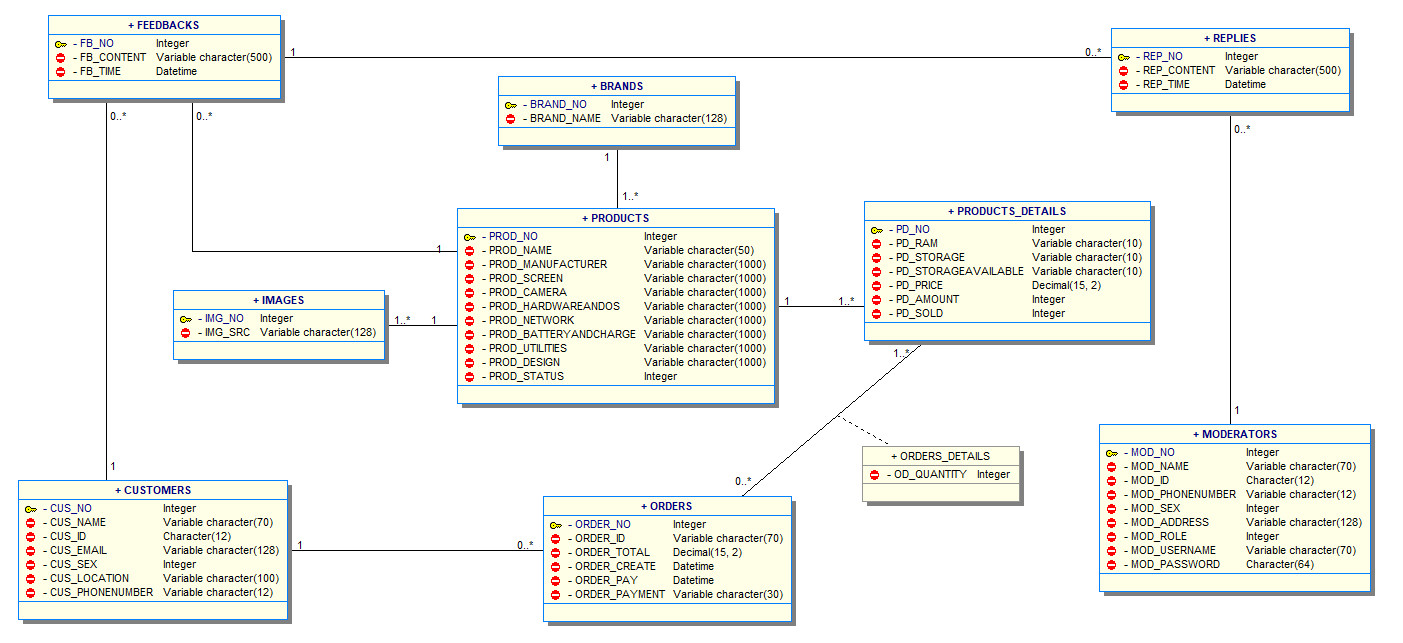 + FEEDBACKS
- FB_NO Integer
- FB_CONTENT Variable character(500)
- FB_TIME Datetime
1
0..*
+ REPLIES
- REP_NO Integer
- REP_CONTENT Variable character(500)
- REP_TIME Datetime
+ BRANDS
- BRAND_NO Integer
- BRAND_NAME Variable character(128)
0..*
0..*
0..*
1
1..*
+ PRODUCTS
- PROD_NO Integer
- PROD_NAME Variable character(50)
- PROD_MANUFACTURER Variable character(1000)
- PROD_SCREEN Variable character(1000)
- PROD_CAMERA Variable character(1000)
- PROD_HARDWAREANDOS Variable character(1000)
- PROD_NETWORK Variable character(1000)
- PROD_BATTERYANDCHARGE Variable character(1000)
- PROD_UTILITIES Variable character(1000)
- PROD_DESIGN Variable character(1000)
- PROD_STATUS Integer
1
+ PRODUCTS_DETAILS
- PD_NO Integer
- PD_RAM Variable character(10)
- PD_STORAGE Variable character(10)
- PD_STORAGEAVAILABLE Variable character(10)
- PD_PRICE Decimal(15, 2)
- PD_AMOUNT Integer
- PD_SOLD Integer
1
1..*
+ IMAGES
- IMG_NO Integer
- IMG_SRC Variable character(128)
1..*
1
1..*
1
+ ORDERS_DETAILS
- OD_QUANTITY Integer
+ MODERATORS
- MOD_NO Integer
- MOD_NAME Variable character(70)
- MOD_ID Character(12)
- MOD_PHONENUMBER Variable character(12)
- MOD_SEX Integer
- MOD_ADDRESS Variable character(128)
- MOD_ROLE Integer
- MOD_USERNAME Variable character(70)
- MOD_PASSWORD Character(64)
1
0..*
+ CUSTOMERS
- CUS_NO Integer
- CUS_NAME Variable character(70)
- CUS_ID Character(12)
- CUS_EMAIL Variable character(128)
- CUS_SEX Integer
- CUS_LOCATION Variable character(100)
- CUS_PHONENUMBER Variable character(12)
1
0..*
+ ORDERS
- ORDER_NO Integer
- ORDER_ID Variable character(70)
- ORDER_TOTAL Decimal(15, 2)
- ORDER_CREATE Datetime
- ORDER_PAY Datetime
- ORDER_PAYMENT Variable character(30)